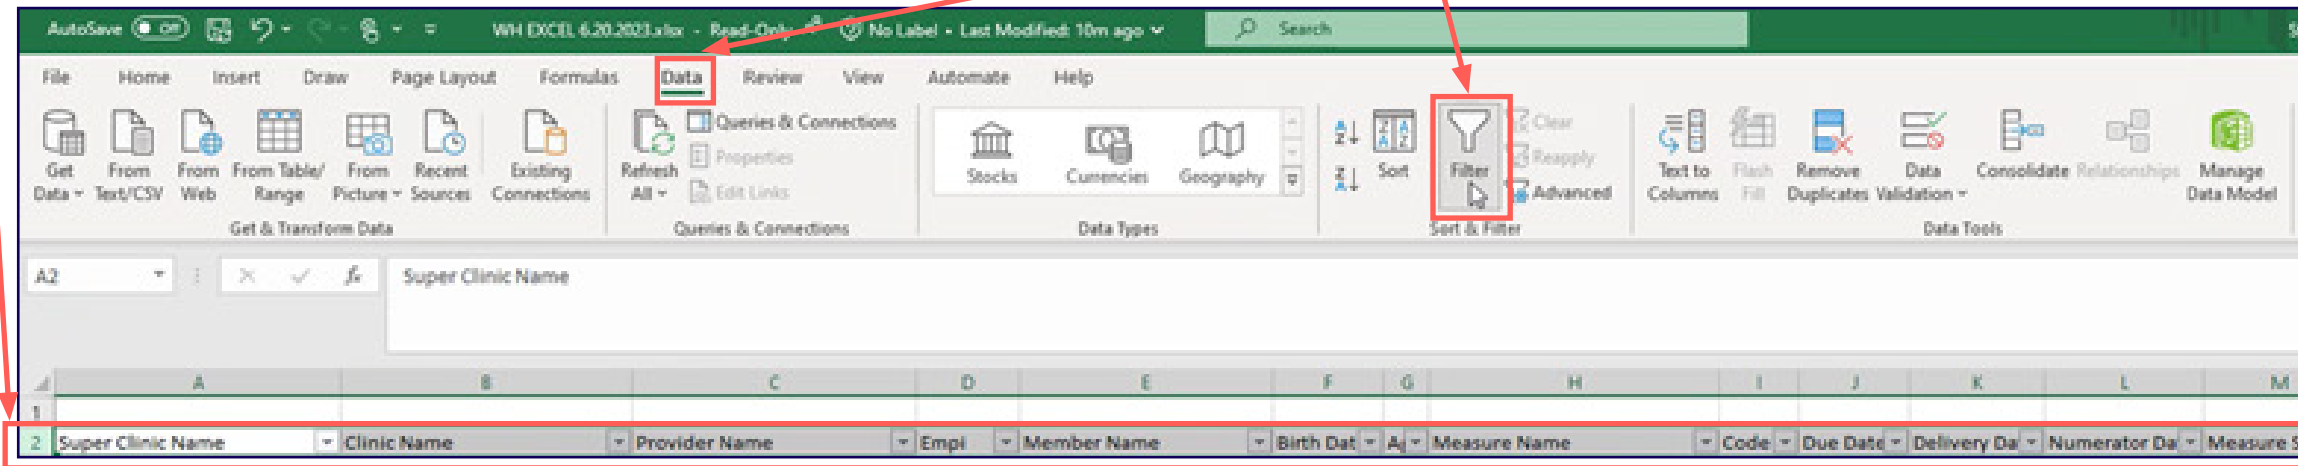 AutoSave Off WH EXCEL 6.20.2023.xlsx - Read-Only No Label • Last Modified: 10m ago Search
File Home Insert Draw Page Layout Formulas Data Review View Automate Help
Get Data From Text/CSV From Web From Table/ Range From Picture Recent Sources Existing Connections
Get & Transform Data
Refresh All Queries & Connections Properties Edit Links
Queries & Connections
Stocks Currencies Geography
Data Types
Sort Filter Clear Reapply Advanced
Sort & Filter
Text to Columns Flash Fill Remove Duplicates Data Validation Consolidate Relationships Manage Data Model
Data Tools
A2 fx Super Clinic Name
A B C D E F G H I J K L M
1
2 Super Clinic Name Clinic Name Provider Name Empi Member Name Birth Dat Measure Name Code Due Date Delivery Da Numerator Da Measure S